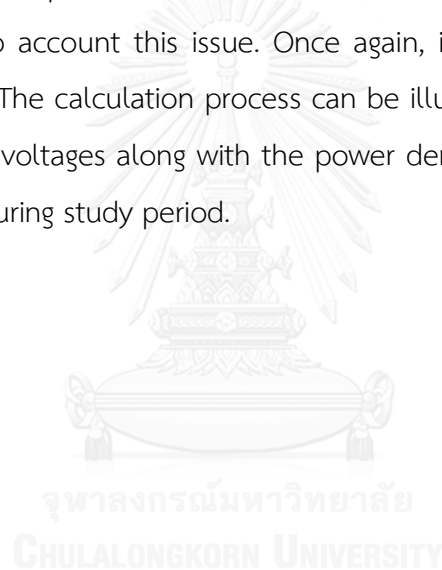 o account this issue. Once again, i
The calculation process can be illu
voltages along with the power der
uring study period.
จุฬาลงกรณ์มหาวิทยาลัย
CHULALONGKORN UNIVERSITY